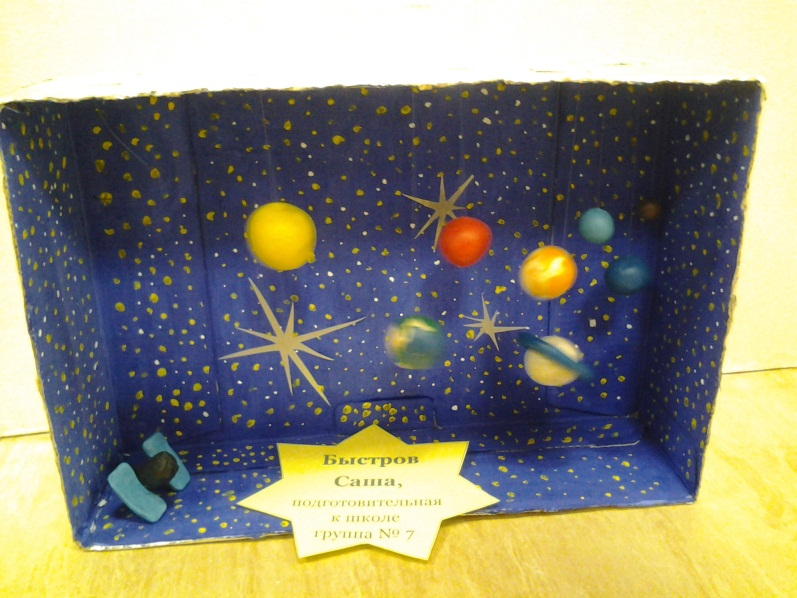 Быстров
Саша,
подготовительная
к школе
группа № 7